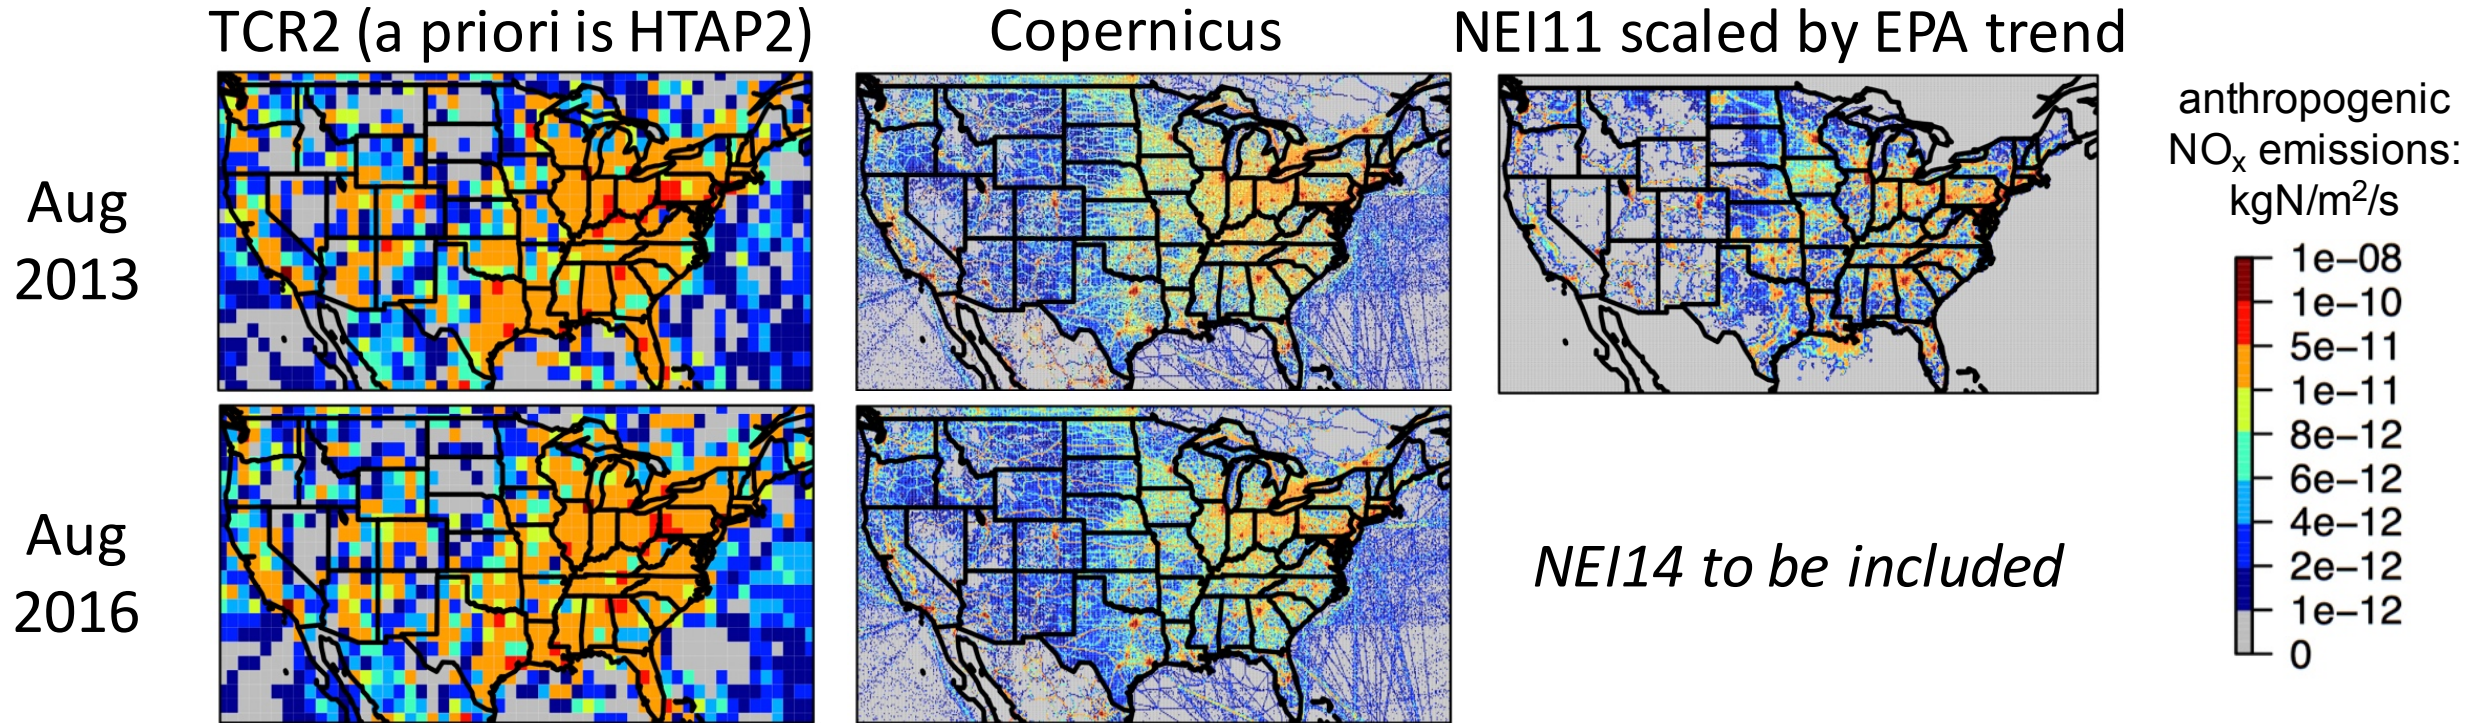 TCR2 (a priori is HTAP2)
Copernicus
NEI11 scaled by EPA trend
Aug
2013
Aug
2016
NEI14 to be included
anthropogenic
NOx emissions:
kgN/m²/s
1e−08
1e−10
5e−11
1e−11
8e−12
6e−12
4e−12
2e−12
1e−12
0